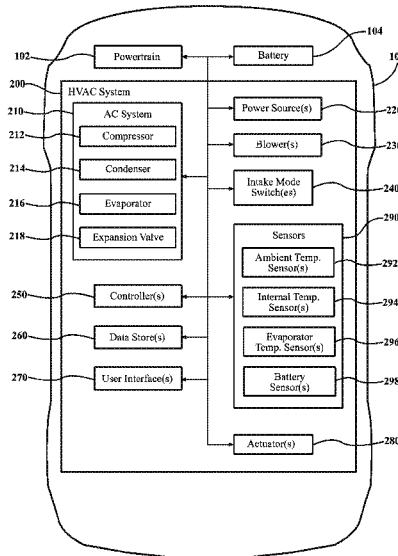 102
Powertrain
Battery
104
10
200
HVAC System
210
AC System
212
Compressor
214
Condenser
216
Evaporator
218
Expansion Valve
Power Source(s)
220
Blower(s)
230
Intake Mode
Switch(es)
240
290
Sensors
Ambient Temp.
Sensor(s)
292
Internal Temp.
Sensor(s)
294
Evaporator
Temp. Sensor(s)
296
Battery
Sensor(s)
298
250
Controller(s)
260
Data Store(s)
270
User Interface(s)
Actuator(s)
280